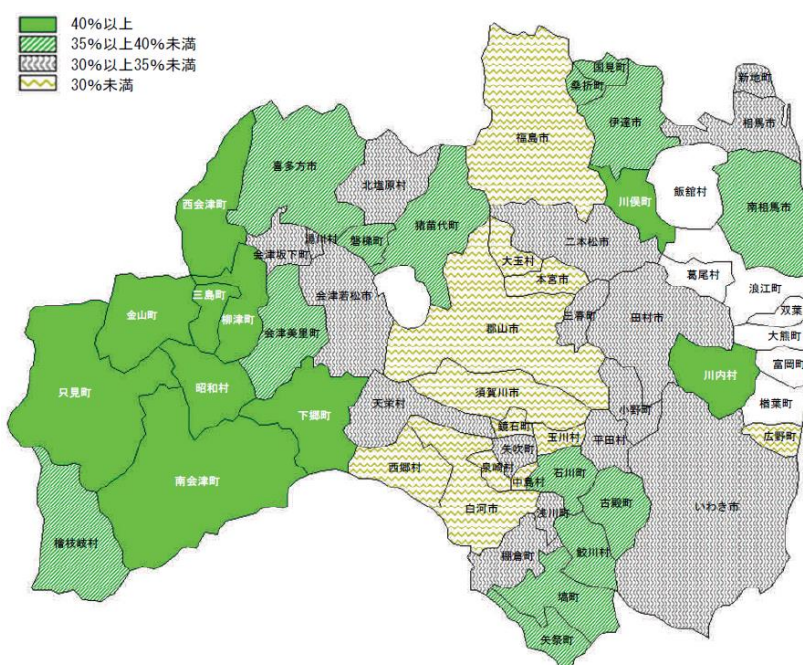 40%以上
35%以上40%未満
30%以上35%未満
30%未満
国見町
桑折町
新地町
伊達市
相馬市
福島市
喜多方市
北塩原村
西会津町
川俣町
飯舘村
南相馬市
猪苗代町
湯川村
磐梯町
会津坂下町
二本松市
大玉村
本宮市
葛尾村
浪江町
三島町
会津若松市
双葉
金山町
柳津町
三春町
田村市
郡山市
大熊町
会津美里町
富岡町
川内村
只見町
昭和村
須賀川市
楢葉町
下郷町
天栄村
小野町
鏡石町
玉川村
平田村
広野町
矢吹町
西郷村
泉崎村
石川町
南会津町
中島村
古殿町
いわき市
白河市
浅川町
檜枝岐村
棚倉町
鮫川村
塙町
矢祭町